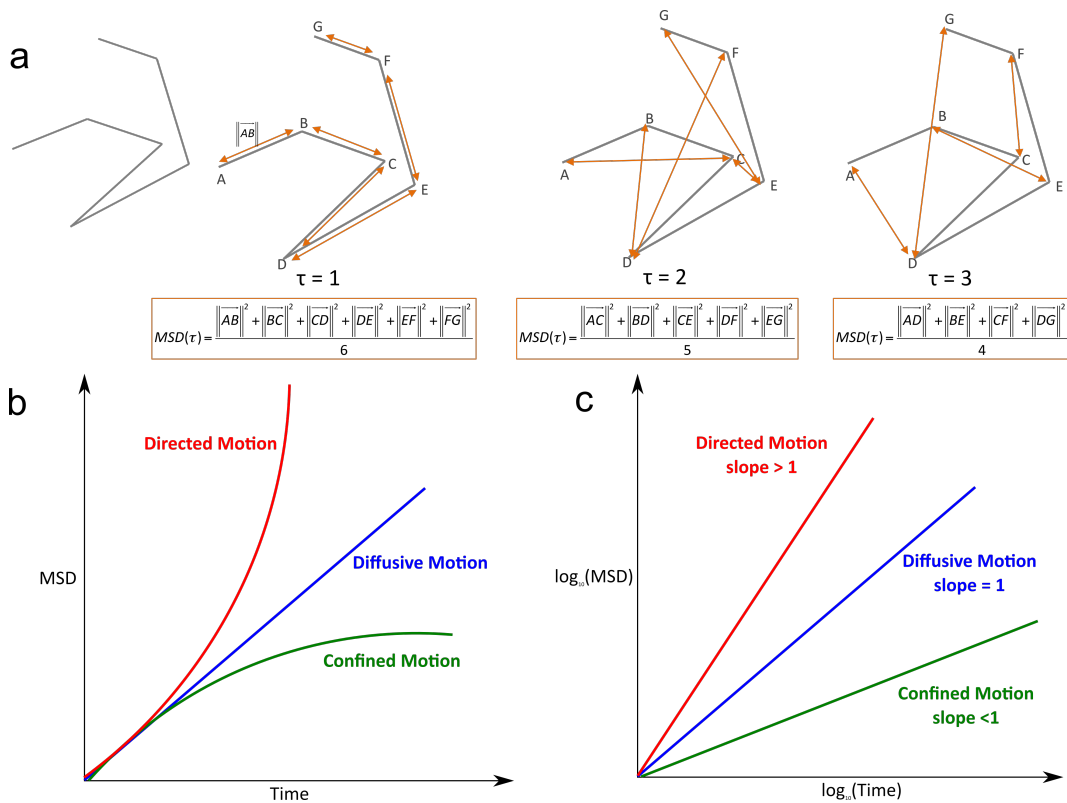 a
G
F
‖AB‖
B
A
C
E
D
τ = 1
MSD(τ) = (‖AB‖² + ‖BC‖² + ‖CD‖² + ‖DE‖² + ‖EF‖² + ‖FG‖²) / 6
G
F
B
A
C
E
D
τ = 2
MSD(τ) = (‖AC‖² + ‖BD‖² + ‖CE‖² + ‖DF‖² + ‖EG‖²) / 5
G
F
B
A
C
E
D
τ = 3
MSD(τ) = (‖AD‖² + ‖BE‖² + ‖CF‖² + ‖DG‖²) / 4
b
Directed Motion
Diffusive Motion
MSD
Confined Motion
Time
c
Directed Motion
slope > 1
Diffusive Motion
slope = 1
log₁₀(MSD)
Confined Motion
slope <1
log₁₀(Time)